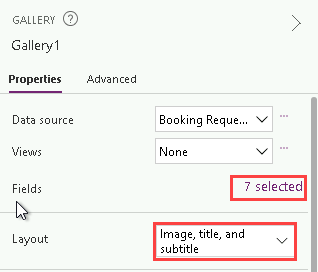 GALLERY ?
Gallery1
Properties Advanced
Data source Booking Reque...
Views None
Fields 7 selected
Layout Image, title, and
subtitle